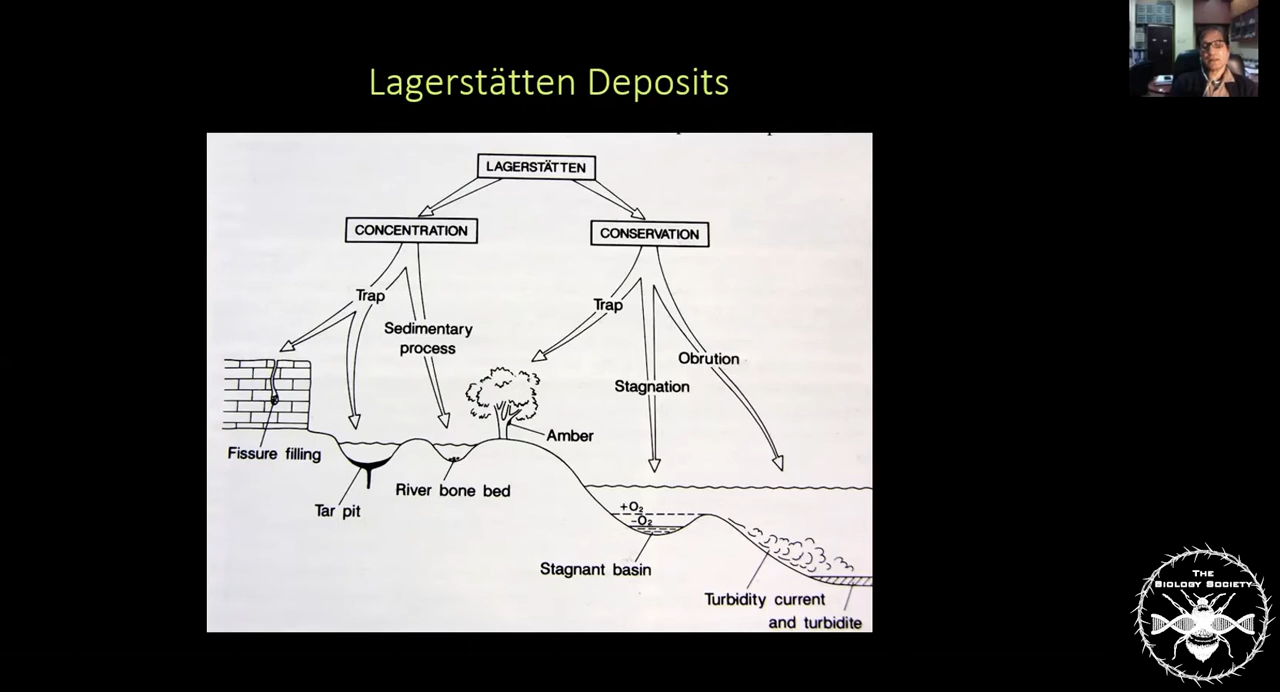 Lagerstätten Deposits
LAGERSTÄTTEN
CONCENTRATION
CONSERVATION
Trap
Trap
Sedimentary
process
Obrution
Stagnation
Amber
Fissure filling
River bone bed
Tar pit
+O₂
−O₂
Stagnant basin
Turbidity current
and turbidite
THE
BIOLOGY SOCIETY